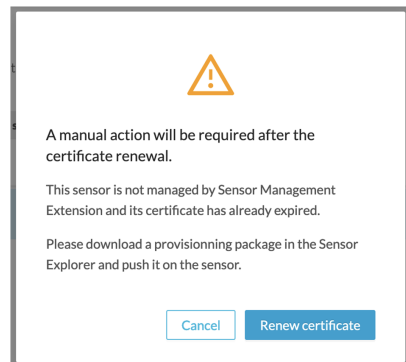 A manual action will be required after the
certificate renewal.
This sensor is not managed by Sensor Management
Extension and its certificate has already expired.
Please download a provisionning package in the Sensor
Explorer and push it on the sensor.
Cancel Renew certificate